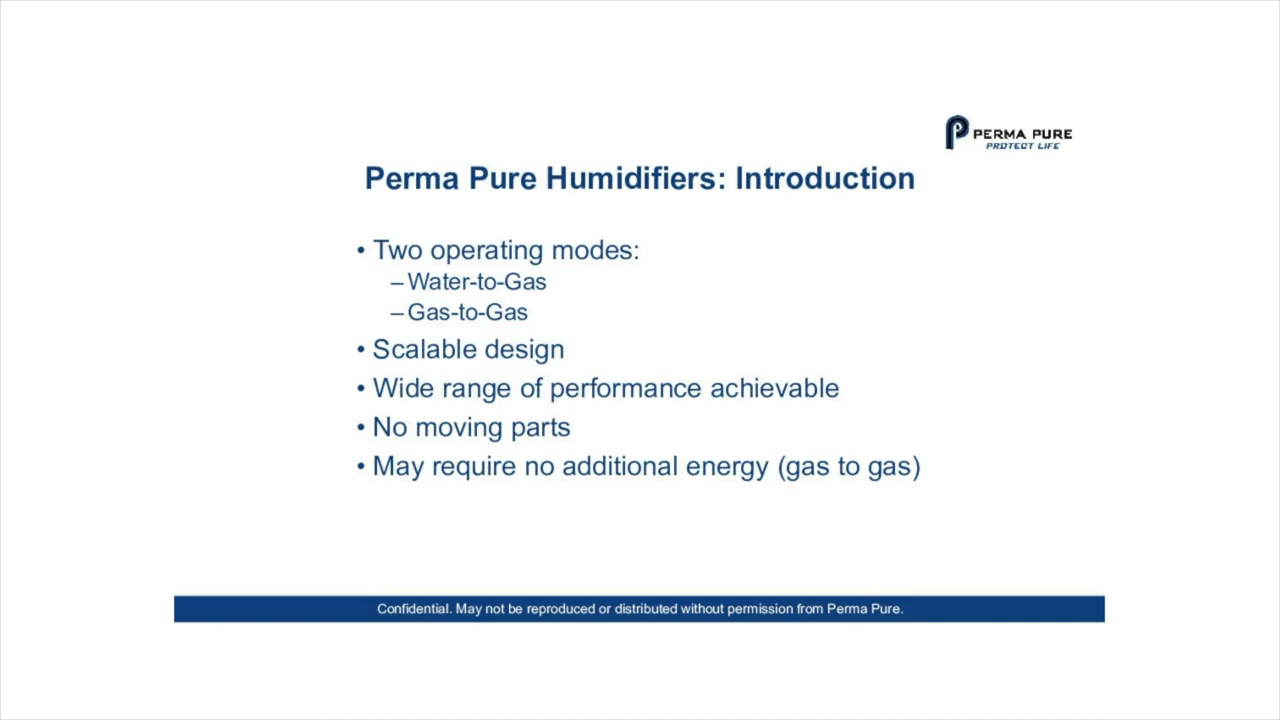 PERMA PURE
PROTECT LIFE
Perma Pure Humidifiers: Introduction
• Two operating modes:
– Water-to-Gas
– Gas-to-Gas
• Scalable design
• Wide range of performance achievable
• No moving parts
• May require no additional energy (gas to gas)
Confidential. May not be reproduced or distributed without permission from Perma Pure.